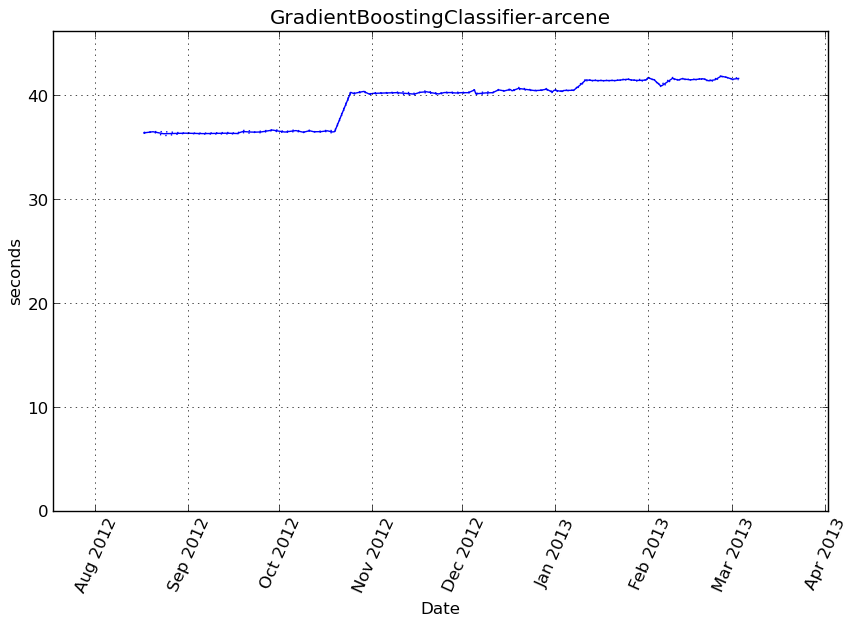 GradientBoostingClassifier-arcene
40
30
20
10
0
seconds
Aug 2012
Sep 2012
Oct 2012
Nov 2012
Dec 2012
Jan 2013
Feb 2013
Mar 2013
Apr 2013
Date